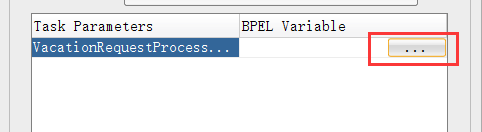 Task Parameters BPEL Variable
VacationRequestProcess... ...